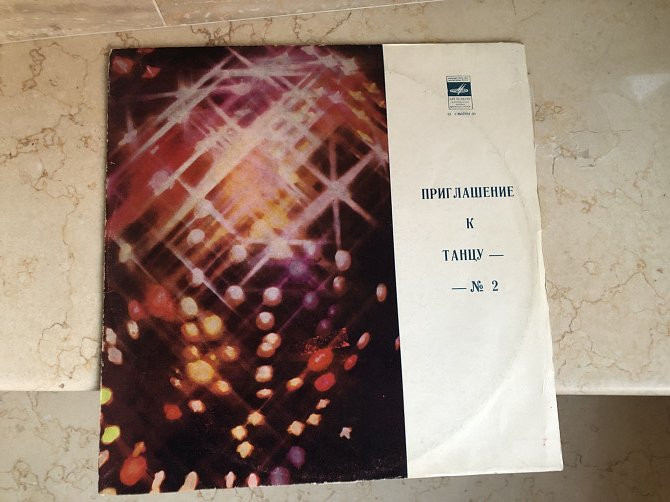 ПРИГЛАШЕНИЕ
К
ТАНЦУ —
— № 2